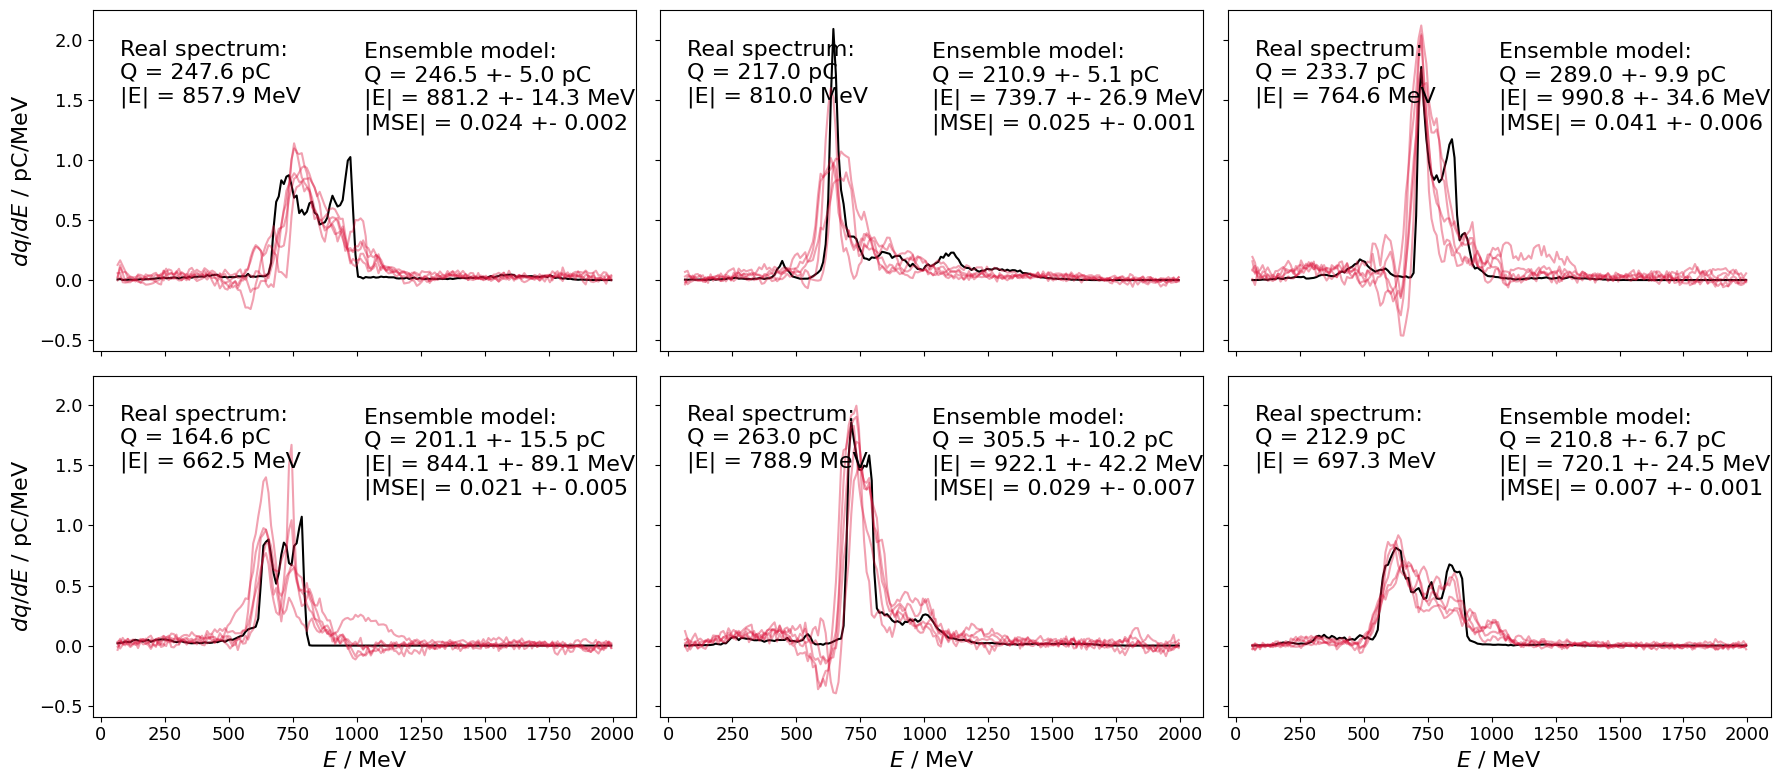 Real spectrum:
Q = 247.6 pC
|E| = 857.9 MeV
Ensemble model:
Q = 246.5 +- 5.0 pC
|E| = 881.2 +- 14.3 MeV
|MSE| = 0.024 +- 0.002
2.0
1.5
1.0
0.5
0.0
−0.5
dq/dE / pC/MeV
Real spectrum:
Q = 217.0 pC
|E| = 810.0 MeV
Ensemble model:
Q = 210.9 +- 5.1 pC
|E| = 739.7 +- 26.9 MeV
|MSE| = 0.025 +- 0.001
Real spectrum:
Q = 233.7 pC
|E| = 764.6 MeV
Ensemble model:
Q = 289.0 +- 9.9 pC
|E| = 990.8 +- 34.6 MeV
|MSE| = 0.041 +- 0.006
Real spectrum:
Q = 164.6 pC
|E| = 662.5 MeV
Ensemble model:
Q = 201.1 +- 15.5 pC
|E| = 844.1 +- 89.1 MeV
|MSE| = 0.021 +- 0.005
2.0
1.5
1.0
0.5
0.0
−0.5
dq/dE / pC/MeV
0 250 500 750 1000 1250 1500 1750 2000
E / MeV
Real spectrum:
Q = 263.0 pC
|E| = 788.9 MeV
Ensemble model:
Q = 305.5 +- 10.2 pC
|E| = 922.1 +- 42.2 MeV
|MSE| = 0.029 +- 0.007
0 250 500 750 1000 1250 1500 1750 2000
E / MeV
Real spectrum:
Q = 212.9 pC
|E| = 697.3 MeV
Ensemble model:
Q = 210.8 +- 6.7 pC
|E| = 720.1 +- 24.5 MeV
|MSE| = 0.007 +- 0.001
0 250 500 750 1000 1250 1500 1750 2000
E / MeV